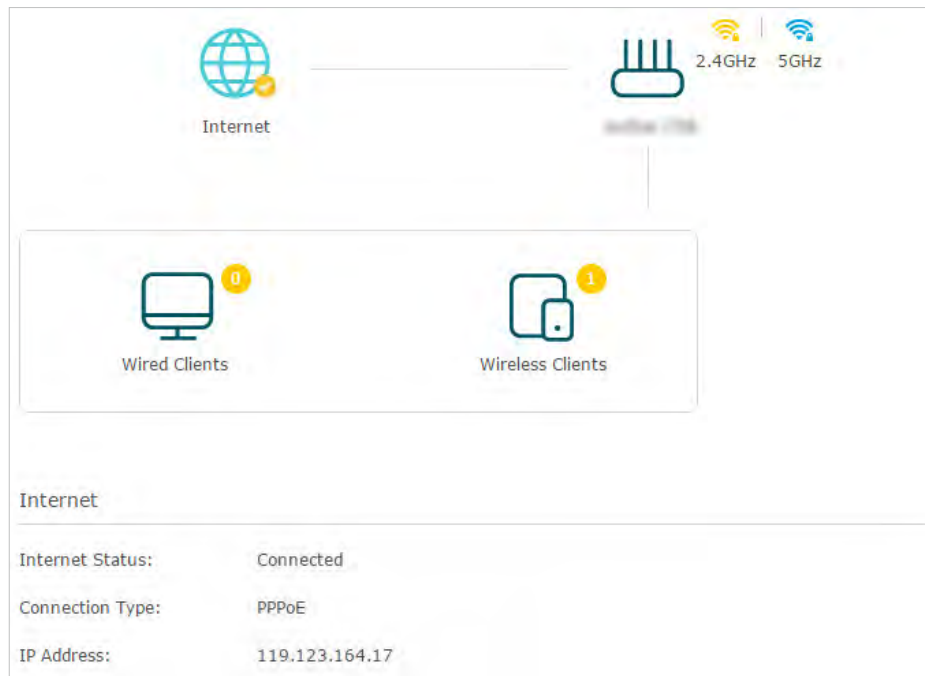 2.4GHz 5GHz
Internet
0 1
Wired Clients Wireless Clients
Internet
Internet Status: Connected
Connection Type: PPPoE
IP Address: 119.123.164.17